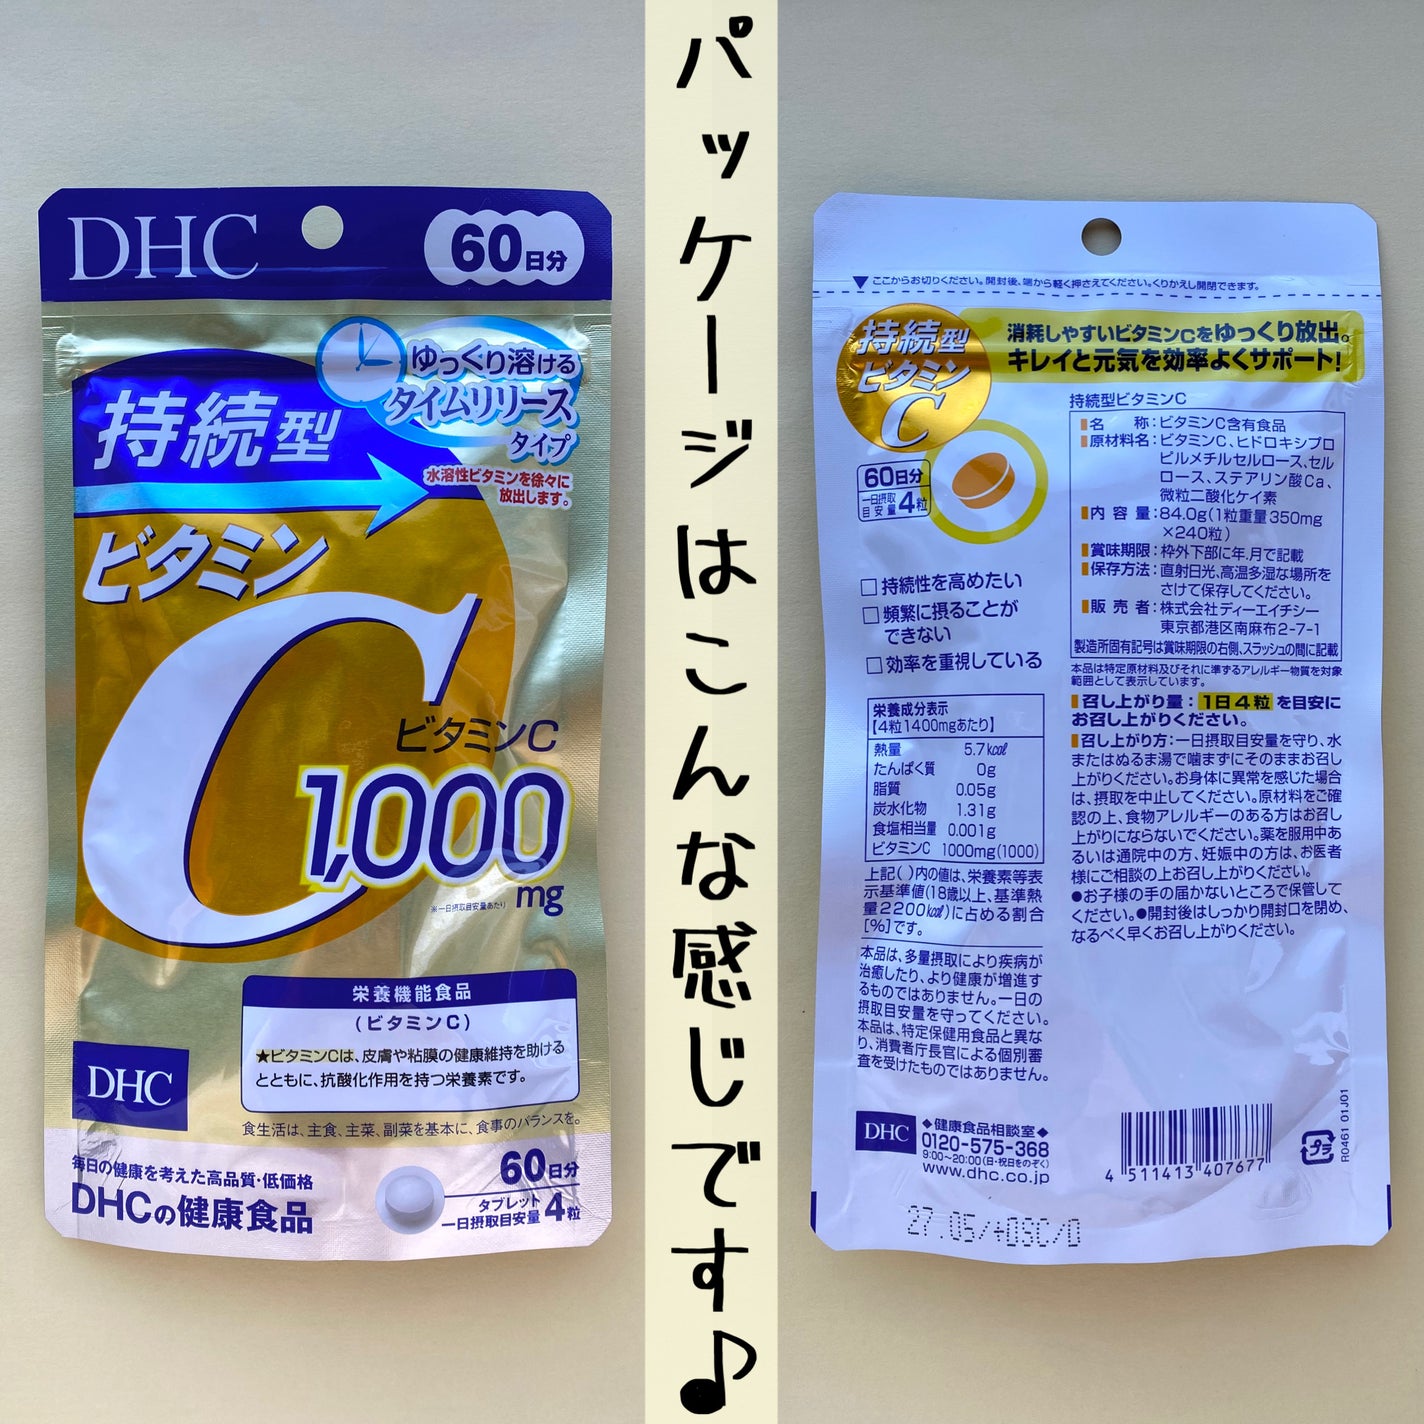 DHC
60日分
ゆっくり溶ける
タイムリリース
タイプ
水溶性ビタミンを徐々に
放出します。
持続型
ビタミン
C
ビタミンC
1,000
mg
※一日摂取目安量あたり
栄養機能食品
(ビタミンC)
★ビタミンCは、皮膚や粘膜の健康維持を助ける
とともに、抗酸化作用を持つ栄養素です。
DHC
食生活は、主食、主菜、副菜を基本に、食事のバランスを。
毎日の健康を考えた高品質・低価格
DHCの健康食品
60日分
タブレット
一日摂取目安量 4粒
パッケージはこんな感じです♪
▼ここからお切りください。開封後、端から軽く押さえてください。くりかえし開閉できます。
持続型
ビタミン
C
消耗しやすいビタミンCをゆっくり放出。
キレイと元気を効率よくサポート!
60日分
一日摂取
目安量 4粒
□持続性を高めたい
□頻繁に摂ることが
できない
□効率を重視している
栄養成分表示
【4粒1400mgあたり】
熱量 5.7kcal
たんぱく質 0g
脂質 0.05g
炭水化物 1.31g
食塩相当量 0.001g
ビタミンC 1000mg(1000)
上記( )内の値は、栄養素等表
示基準値(18歳以上、基準熱
量2200kcal)に占める割合
[%]です。
本品は、多量摂取により疾病が
治癒したり、より健康が増進す
るものではありません。一日の
摂取目安量を守ってください。
本品は、特定保健用食品と異な
り、消費者庁長官による個別審
査を受けたものではありません。
持続型ビタミンC
名 称:ビタミンC含有食品
原材料名:ビタミンC、ヒドロキシプロ
ピルメチルセルロース、セル
ロース、ステアリン酸Ca、
微粒二酸化ケイ素
内容量:84.0g(1粒重量350mg
×240粒)
賞味期限:枠外下部に年.月で記載
保存方法:直射日光、高温多湿な場所を
さけて保存してください。
販売者:株式会社ディーエイチシー
東京都港区南麻布2-7-1
製造所固有記号は賞味期限の右側、スラッシュの間に記載
本品は特定原材料及びそれに準ずるアレルギー物質を対象
範囲として表示しています。
召し上がり量:1日4粒を目安に
お召し上がりください。
召し上がり方:一日摂取目安量を守り、水
またはぬるま湯で噛まずにそのままお召し
上がりください。お身体に異常を感じた場合
は、摂取を中止してください。原材料をご確
認の上、食物アレルギーのある方はお召し
上がりにならないでください。薬を服用中あ
るいは通院中の方、妊娠中の方は、お医者
様にご相談の上お召し上がりください。
●お子様の手の届かないところで保管して
ください。●開封後はしっかり開封口を閉め、
なるべく早くお召し上がりください。
DHC
◆健康食品相談室◆
0120-575-368
9:00〜20:00(日・祝日をのぞく)
www.dhc.co.jp
4 511413 407677
プラ
R0461 01J01
27.05/+DSC/D